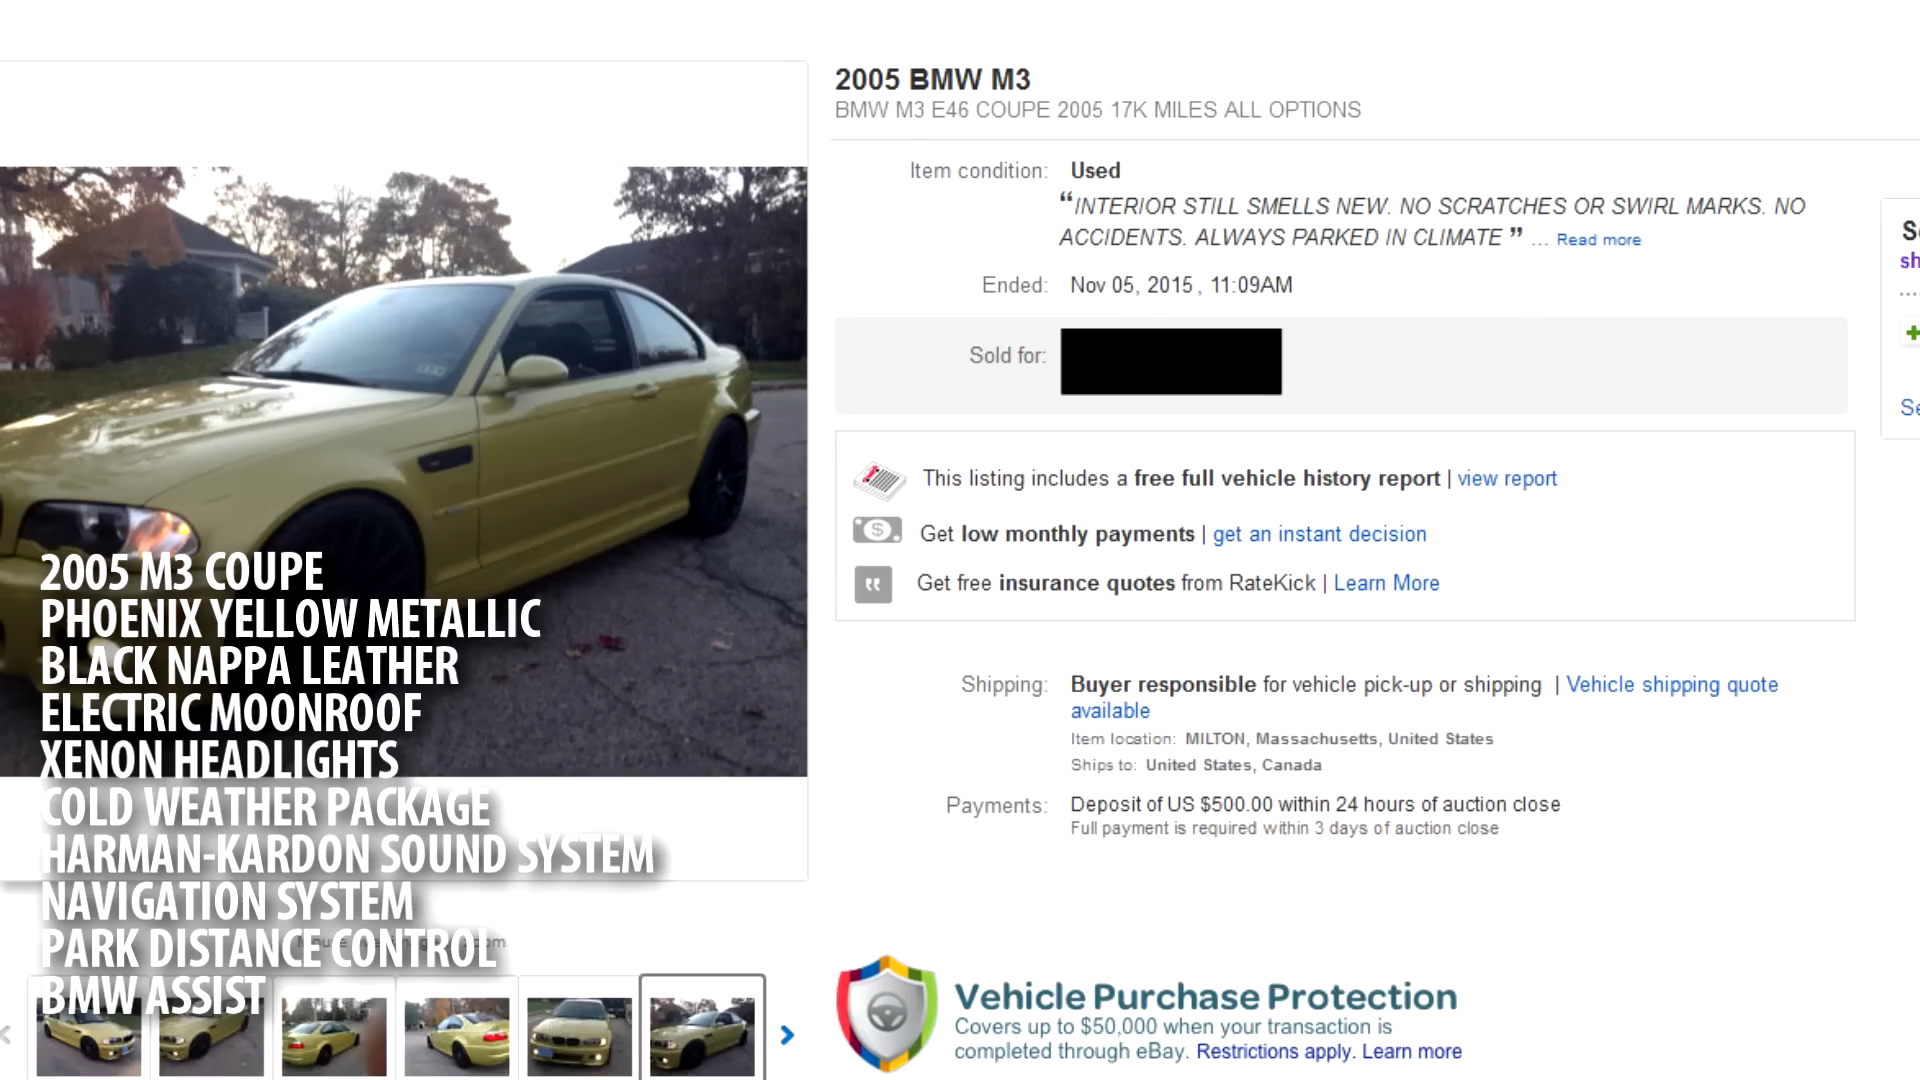 2005 BMW M3
BMW M3 E46 COUPE 2005 17K MILES ALL OPTIONS
Item condition: Used
“INTERIOR STILL SMELLS NEW. NO SCRATCHES OR SWIRL MARKS. NO
ACCIDENTS. ALWAYS PARKED IN CLIMATE ” ... Read more
Ended: Nov 05, 2015 , 11:09AM
Sold for:
This listing includes a free full vehicle history report | view report
Get low monthly payments | get an instant decision
Get free insurance quotes from RateKick | Learn More
Shipping: Buyer responsible for vehicle pick-up or shipping | Vehicle shipping quote
available
Item location: MILTON, Massachusetts, United States
Ships to: United States, Canada
Payments: Deposit of US $500.00 within 24 hours of auction close
Full payment is required within 3 days of auction close
Vehicle Purchase Protection
Covers up to $50,000 when your transaction is
completed through eBay. Restrictions apply. Learn more
2005 M3 COUPE
PHOENIX YELLOW METALLIC
BLACK NAPPA LEATHER
ELECTRIC MOONROOF
XENON HEADLIGHTS
COLD WEATHER PACKAGE
HARMAN-KARDON SOUND SYSTEM
NAVIGATION SYSTEM
PARK DISTANCE CONTROL
BMW ASSIST